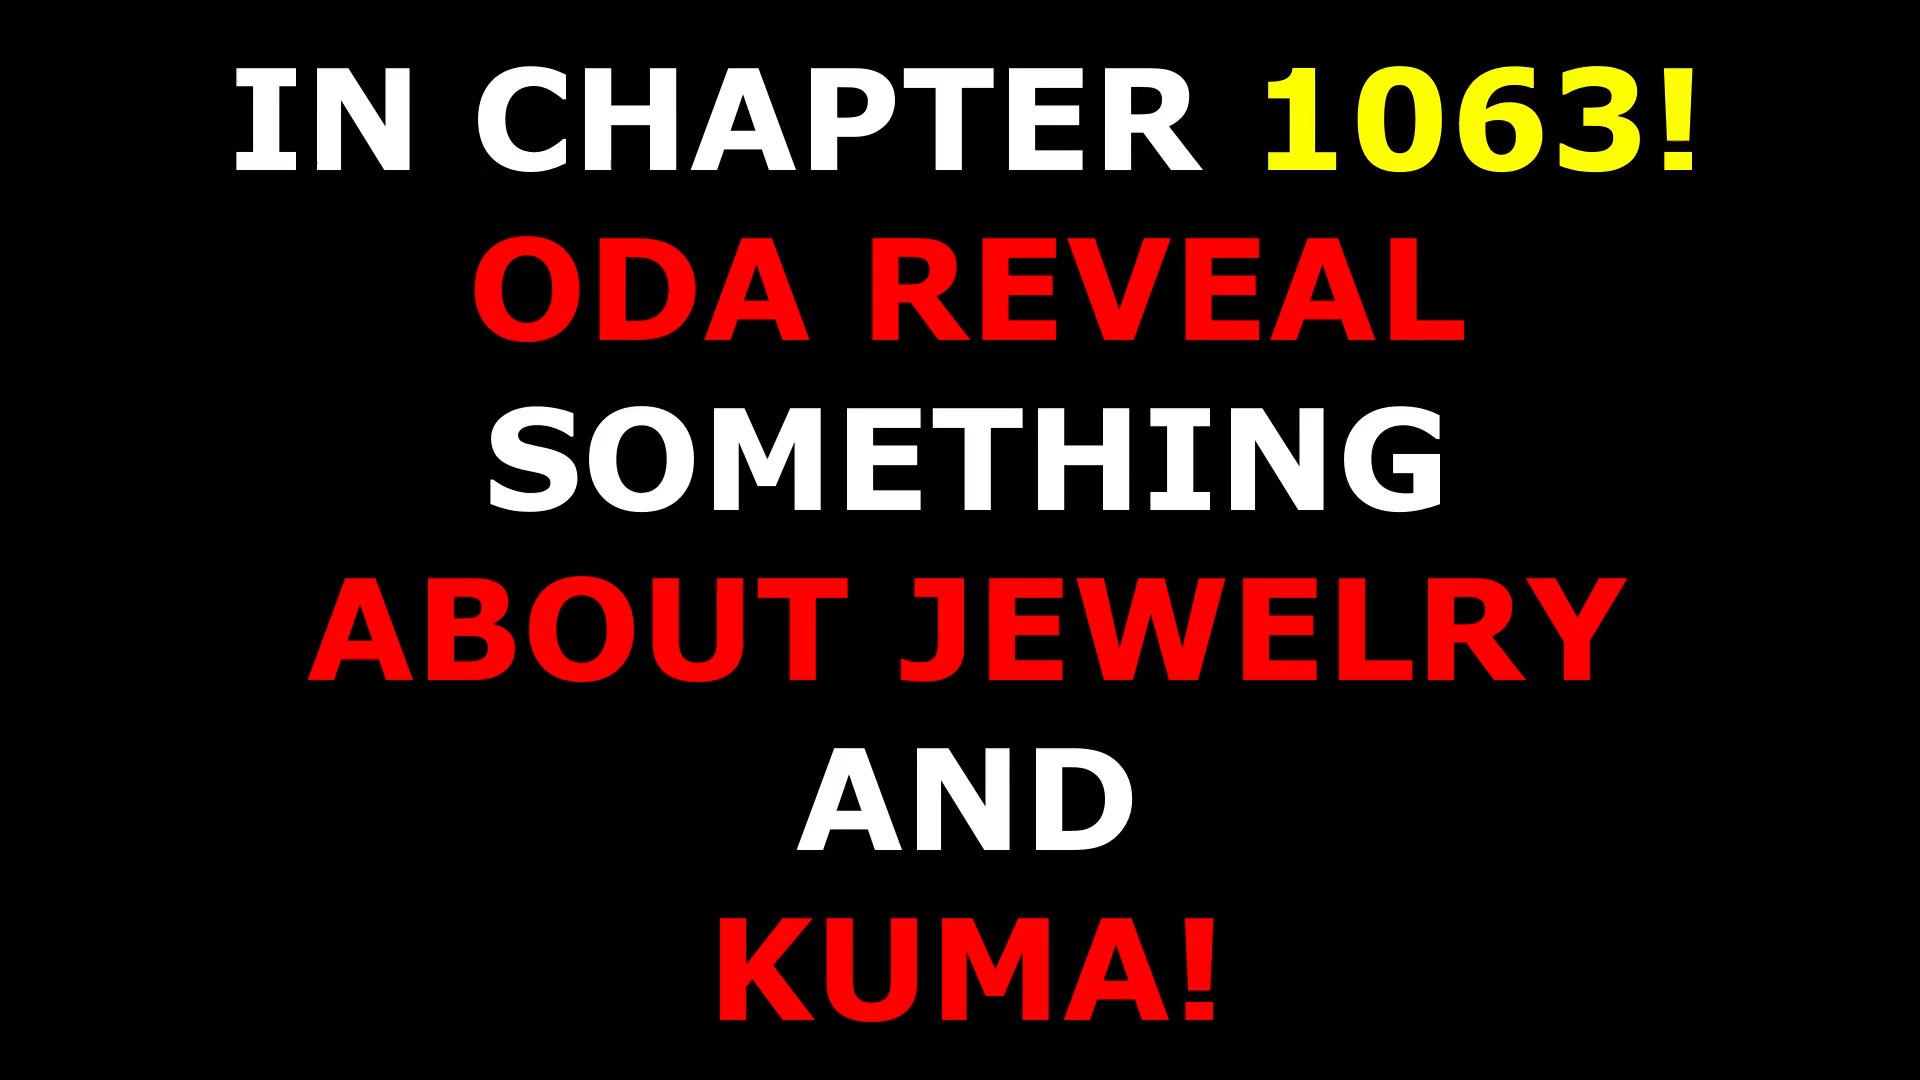 IN CHAPTER 1063!
ODA REVEAL
SOMETHING
ABOUT JEWELRY
AND
KUMA!